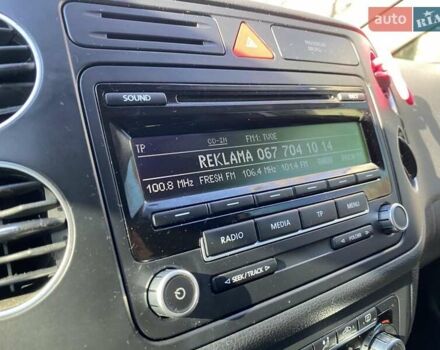 auto RIA
SOUND
TP CD-IN FM1: TVOE
REKLAMA 067 704 10 14
100.8 MHz FRESH FM 106.4 MHz 101.4 FM
RADIO MEDIA TP MENU
SEEK/TRACK
VOLUME